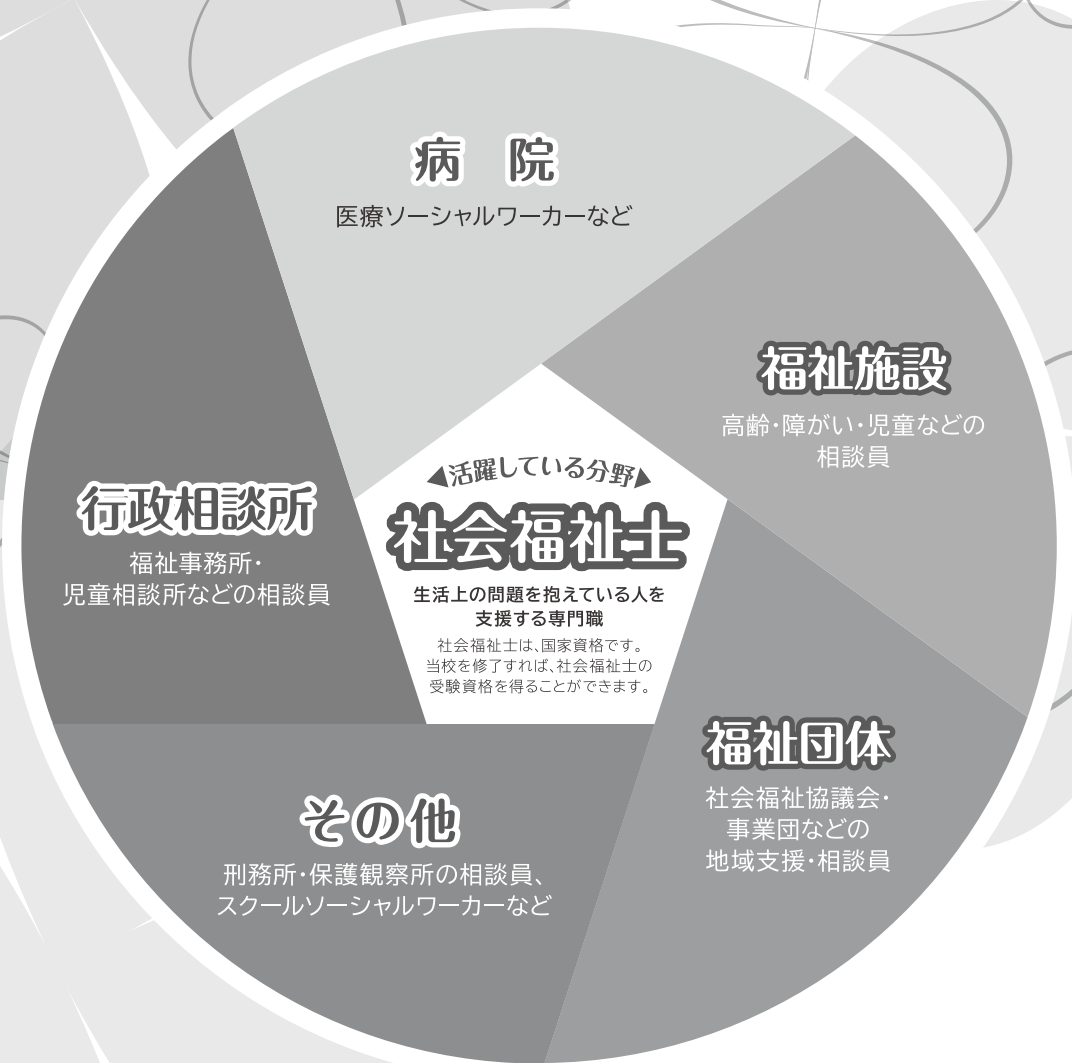 病 院
医療ソーシャルワーカーなど
福祉施設
高齢・障がい・児童などの
相談員
◀活躍している分野▶
社会福祉士
生活上の問題を抱えている人を
支援する専門職
社会福祉士は、国家資格です。
当校を修了すれば、社会福祉士の
受験資格を得ることができます。
行政相談所
福祉事務所・
児童相談所などの相談員
福祉団体
社会福祉協議会・
事業団などの
地域支援・相談員
その他
刑務所・保護観察所の相談員、
スクールソーシャルワーカーなど